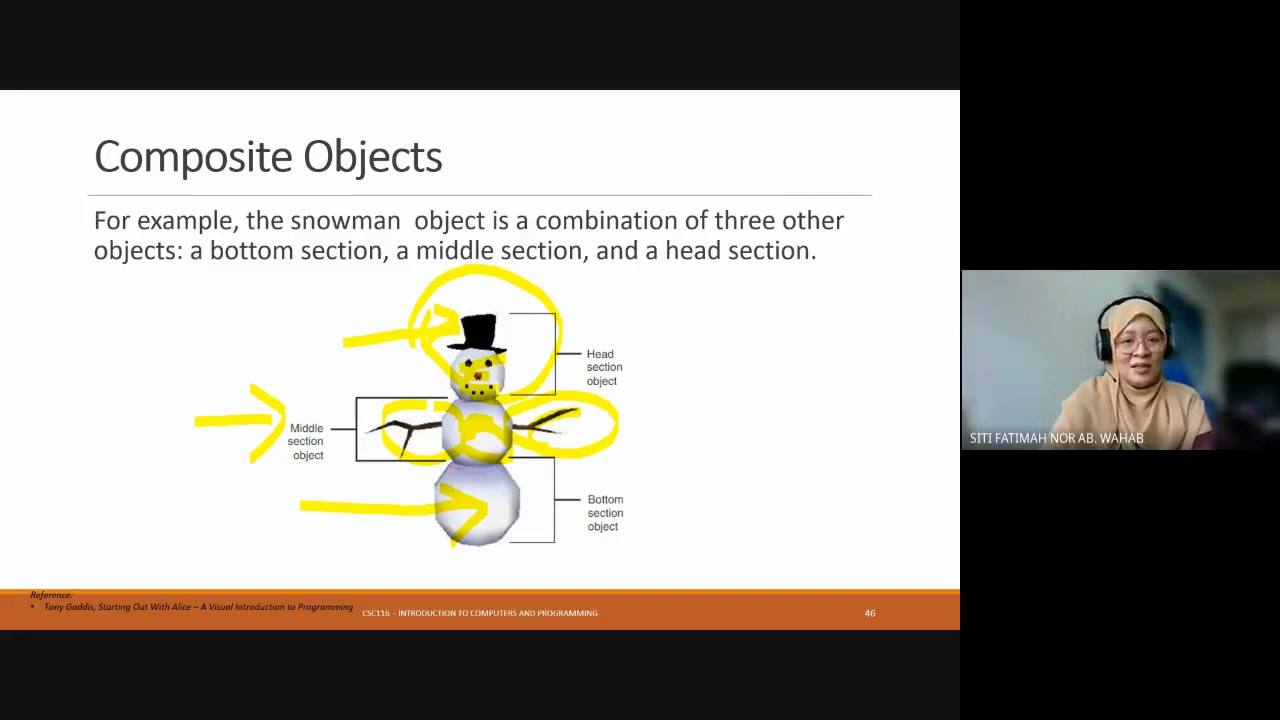 Composite Objects
For example, the snowman object is a combination of three other
objects: a bottom section, a middle section, and a head section.
Head
section
object
Middle
section
object
Bottom
section
object
SITI FATIMAH NOR AB. WAHAB
Reference:
• Tony Gaddis, Starting Out With Alice – A Visual Introduction to Programming
CSC116 - INTRODUCTION TO COMPUTERS AND PROGRAMMING
46